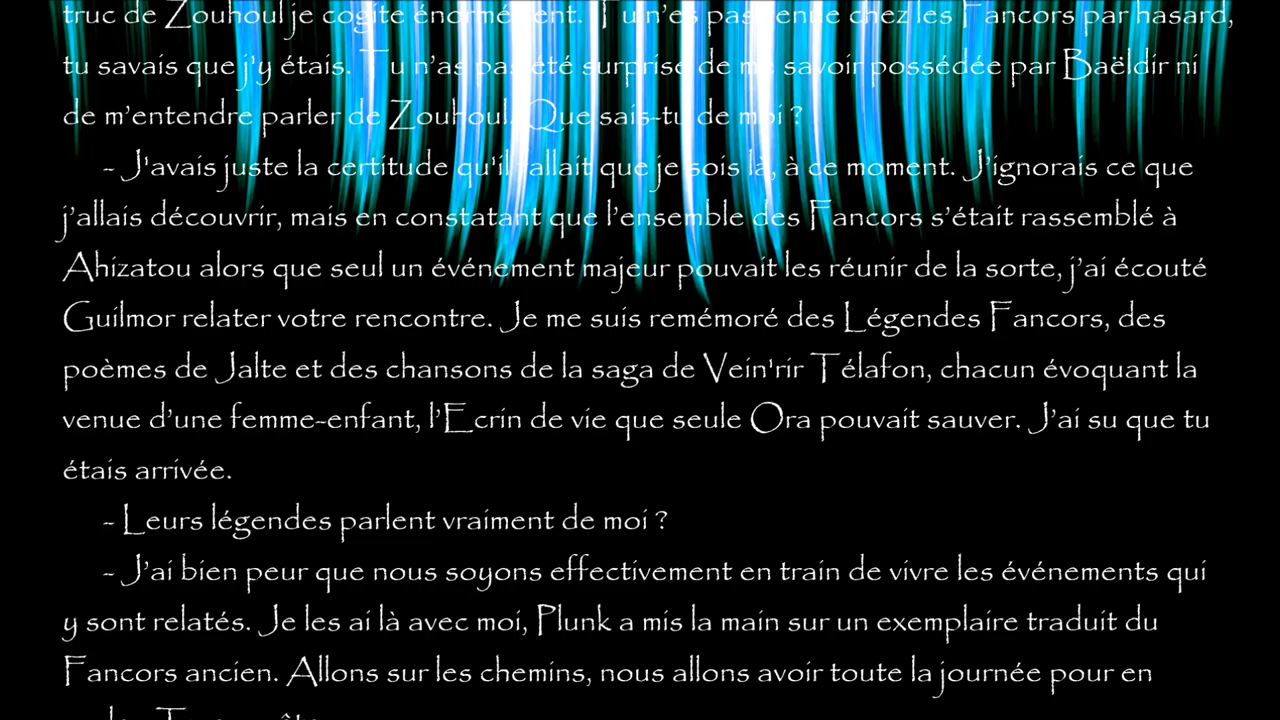 truc de Zouhoul je cogite énormément. Tu n'es pas venue chez les Fancors par hasard,
tu savais que j'y étais. Tu n'as pas été surprise de me savoir possédée par Baëldir ni
de m'entendre parler de Zouhoul. Que sais-tu de moi ?
- J'avais juste la certitude qu'il fallait que je sois là, à ce moment. J'ignorais ce que
j'allais découvrir, mais en constatant que l'ensemble des Fancors s'était rassemblé à
Ahizatou alors que seul un événement majeur pouvait les réunir de la sorte, j'ai écouté
Guilmor relater votre rencontre. Je me suis remémoré des Légendes Fancors, des
poèmes de Jalte et des chansons de la saga de Vein'rir Télafon, chacun évoquant la
venue d'une femme-enfant, l'Ecrin de vie que seule Ora pouvait sauver. J'ai su que tu
étais arrivée.
- Leurs légendes parlent vraiment de moi ?
- J'ai bien peur que nous soyons effectivement en train de vivre les événements qui
y sont relatés. Je les ai là avec moi, Plunk a mis la main sur un exemplaire traduit du
Fancors ancien. Allons sur les chemins, nous allons avoir toute la journée pour en